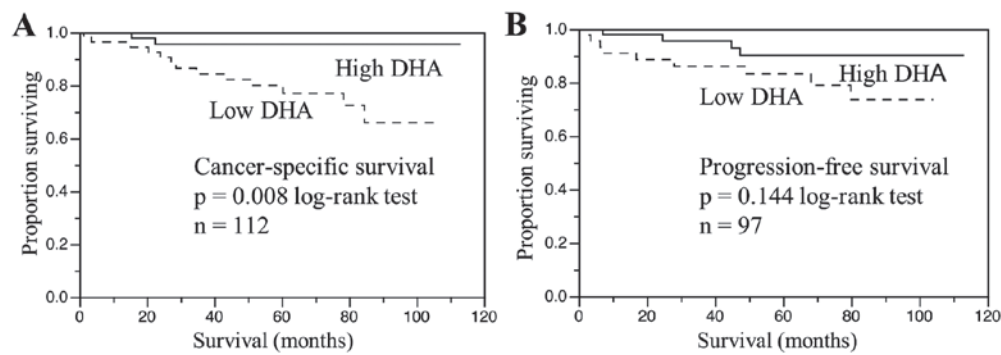 A
1.0
0.8
0.6
0.4
0.2
0.0
Proportion surviving
High DHA
Low DHA
Cancer-specific survival
p = 0.008 log-rank test
n = 112
0 20 40 60 80 100 120
Survival (months)
B
1.0
0.8
0.6
0.4
0.2
0.0
Proportion surviving
High DHA
Low DHA
Progression-free survival
p = 0.144 log-rank test
n = 97
0 20 40 60 80 100 120
Survival (months)